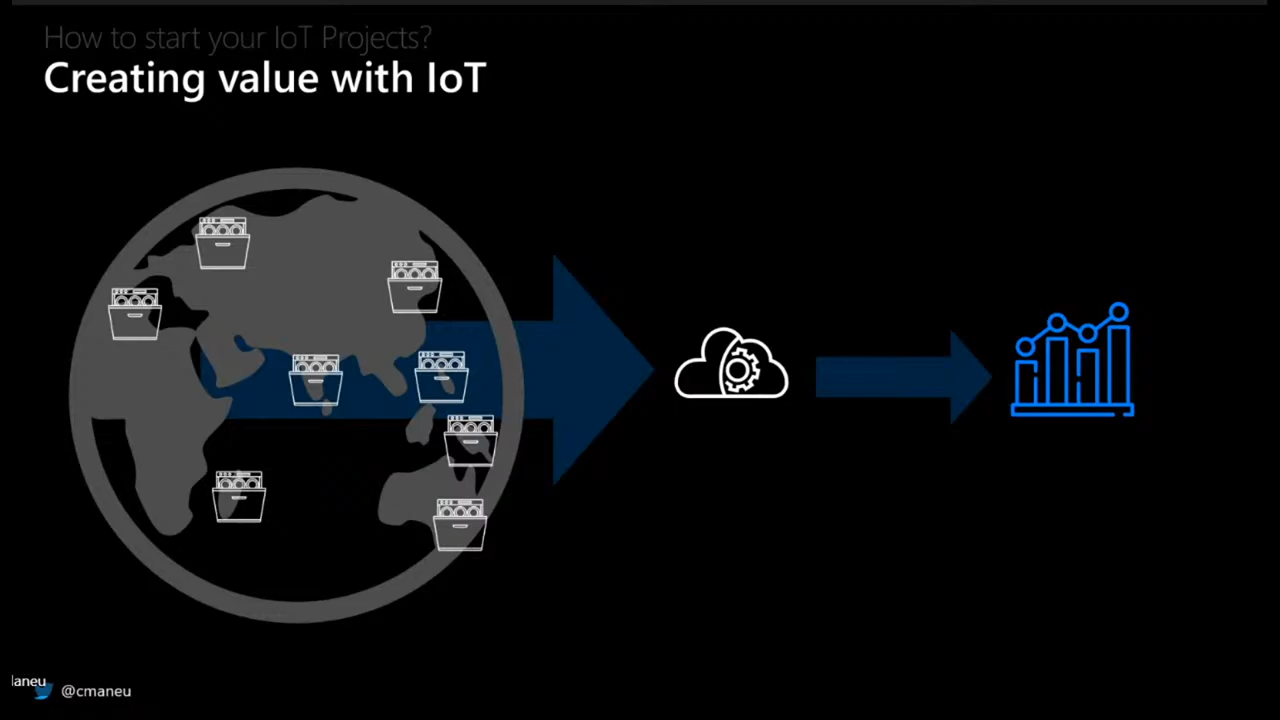 How to start your IoT Projects?
Creating value with IoT
laneu
@cmaneu